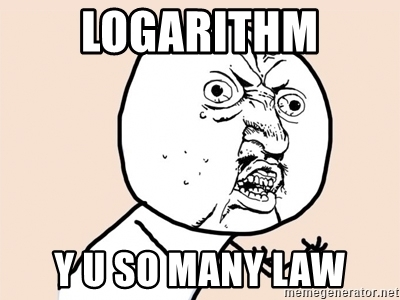 LOGARITHM
Y U SO MANY LAW
memegenerator.net